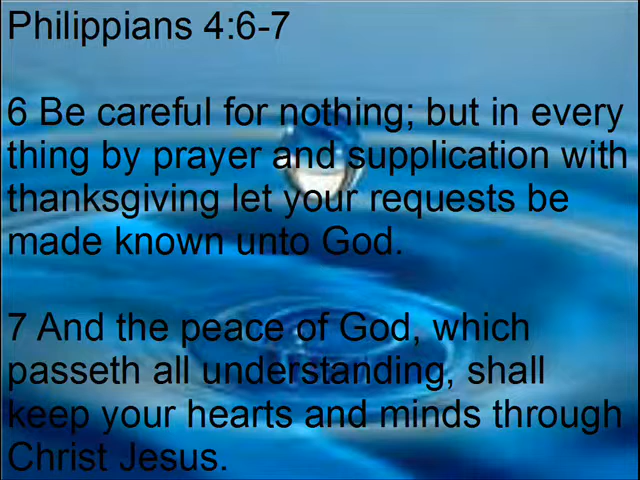 Philippians 4:6-7
6 Be careful for nothing; but in every
thing by prayer and supplication with
thanksgiving let your requests be
made known unto God.
7 And the peace of God, which
passeth all understanding, shall
keep your hearts and minds through
Christ Jesus.